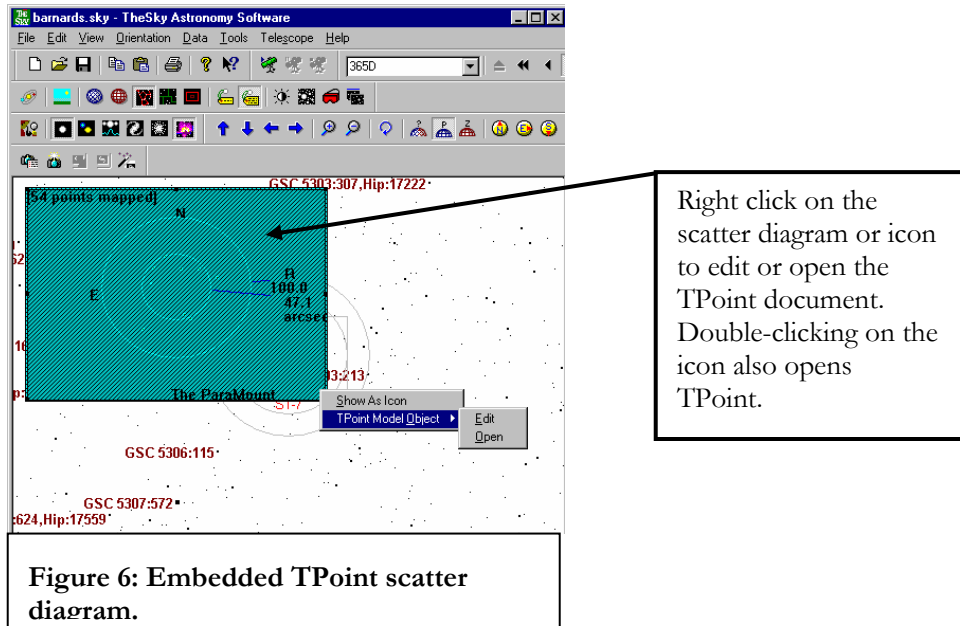 barnards.sky - TheSky Astronomy Software
File Edit View Orientation Data Tools Telescope Help
365D
GSC 5303:307,Hip:17222
[54 points mapped]
N
E
100.0
47.1
arcsec
:213
The ParaMount
ST-7
Show As Icon
TPoint Model Object
Edit
Open
GSC 5306:115
GSC 5307:572
:624,Hip:17559
Right click on the
scatter diagram or icon
to edit or open the
TPoint document.
Double-clicking on the
icon also opens
TPoint.
Figure 6: Embedded TPoint scatter
diagram.